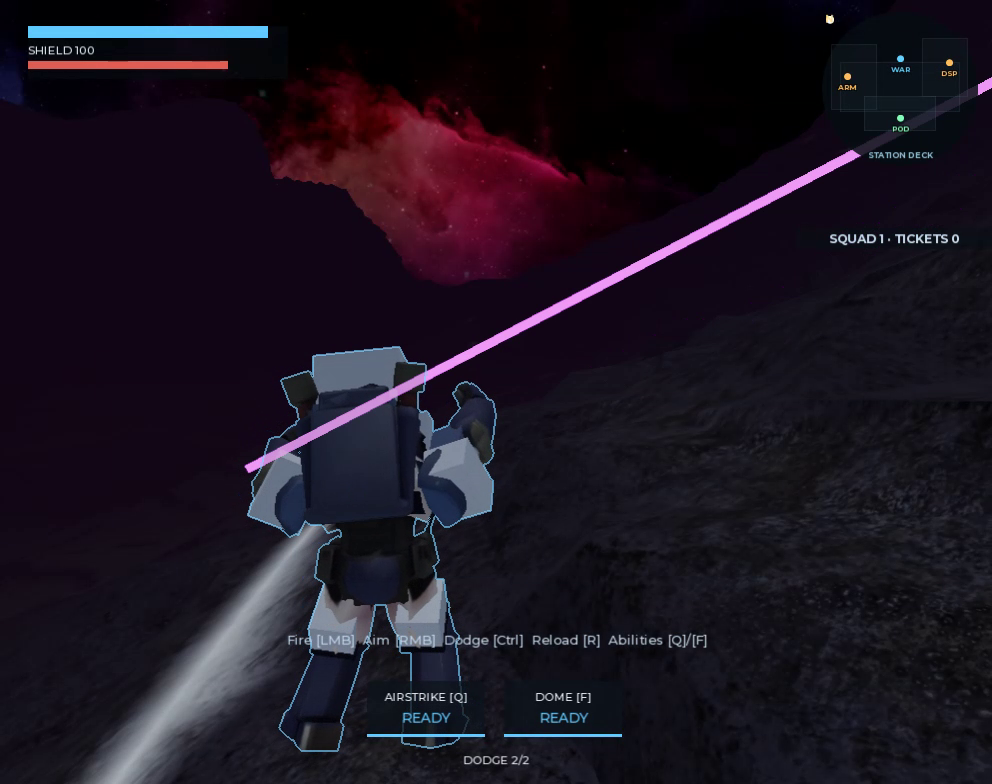 SHIELD 100
WAR
DSP
ARM
POD
STATION DECK
SQUAD 1 · TICKETS 0
Fire [LMB]  Aim [RMB]  Dodge [Ctrl]  Reload [R]  Abilities [Q]/[F]
AIRSTRIKE [Q]
READY
DOME [F]
READY
DODGE 2/2